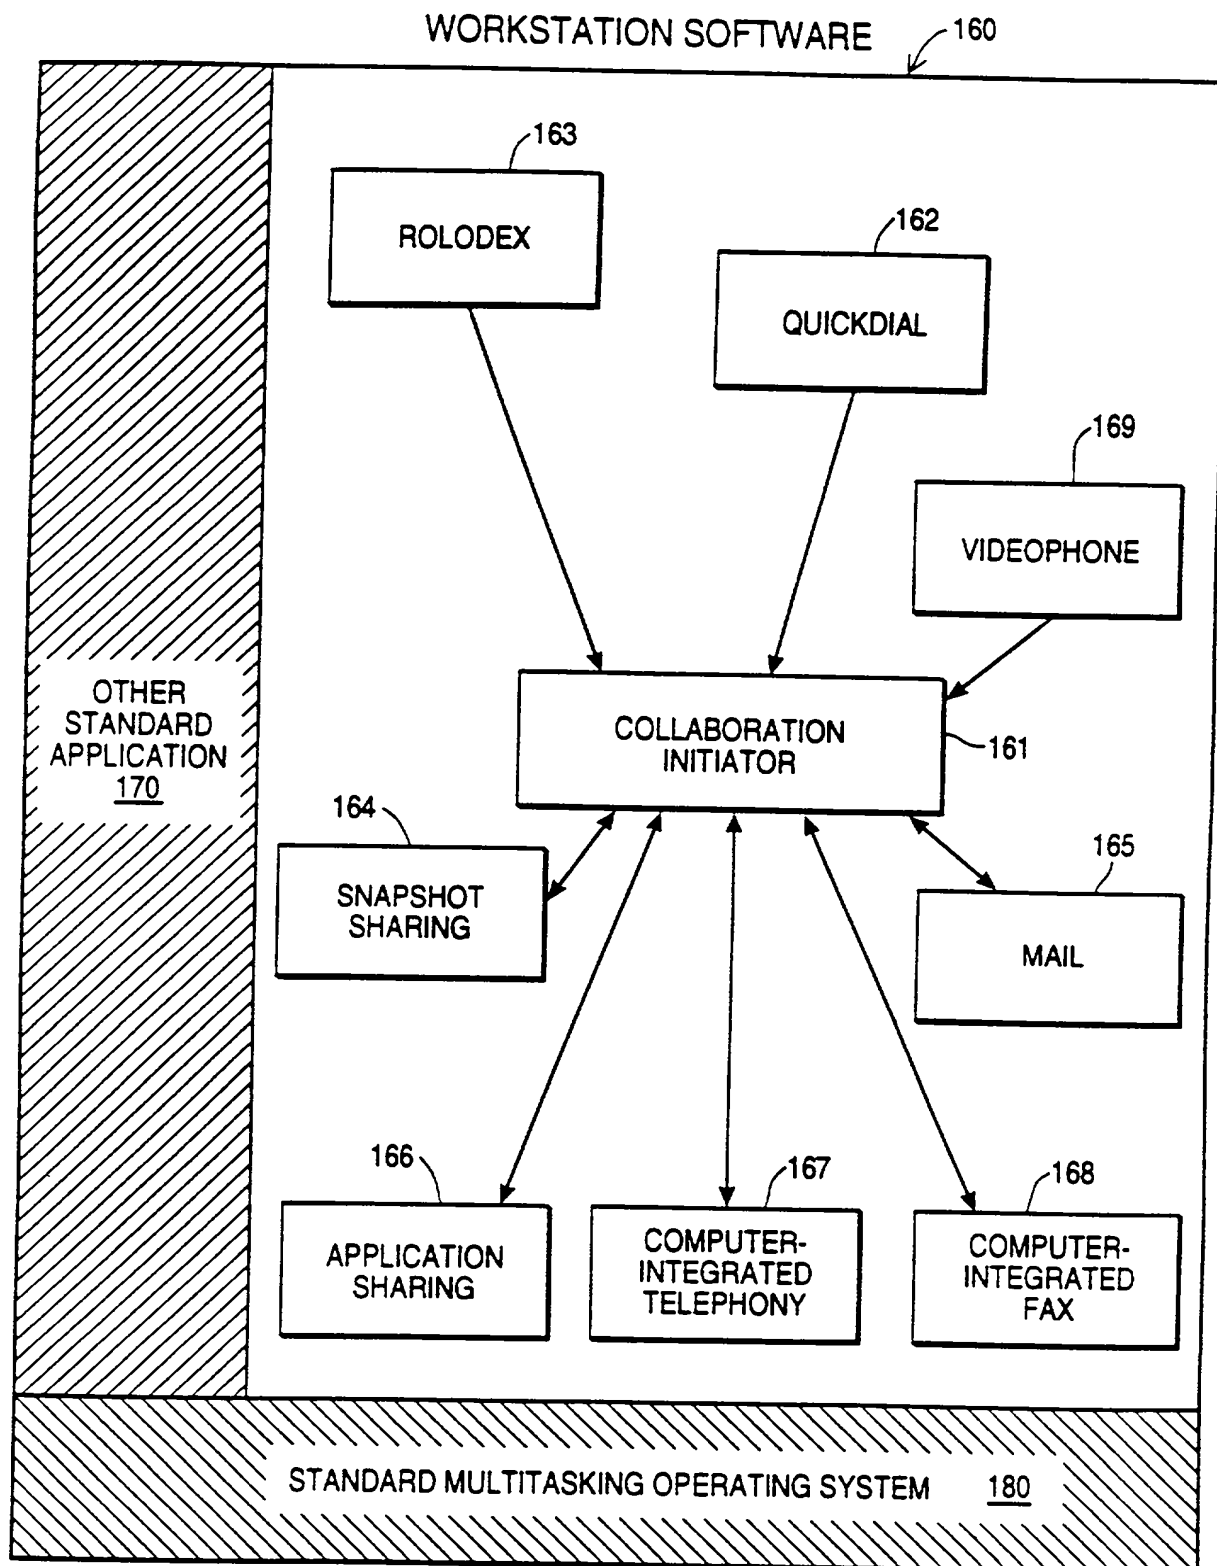 WORKSTATION SOFTWARE
160
163
ROLODEX
162
QUICKDIAL
169
VIDEOPHONE
COLLABORATION
INITIATOR
161
OTHER
STANDARD
APPLICATION
170
164
SNAPSHOT
SHARING
165
MAIL
166
APPLICATION
SHARING
167
COMPUTER-
INTEGRATED
TELEPHONY
168
COMPUTER-
INTEGRATED
FAX
STANDARD MULTITASKING OPERATING SYSTEM 180